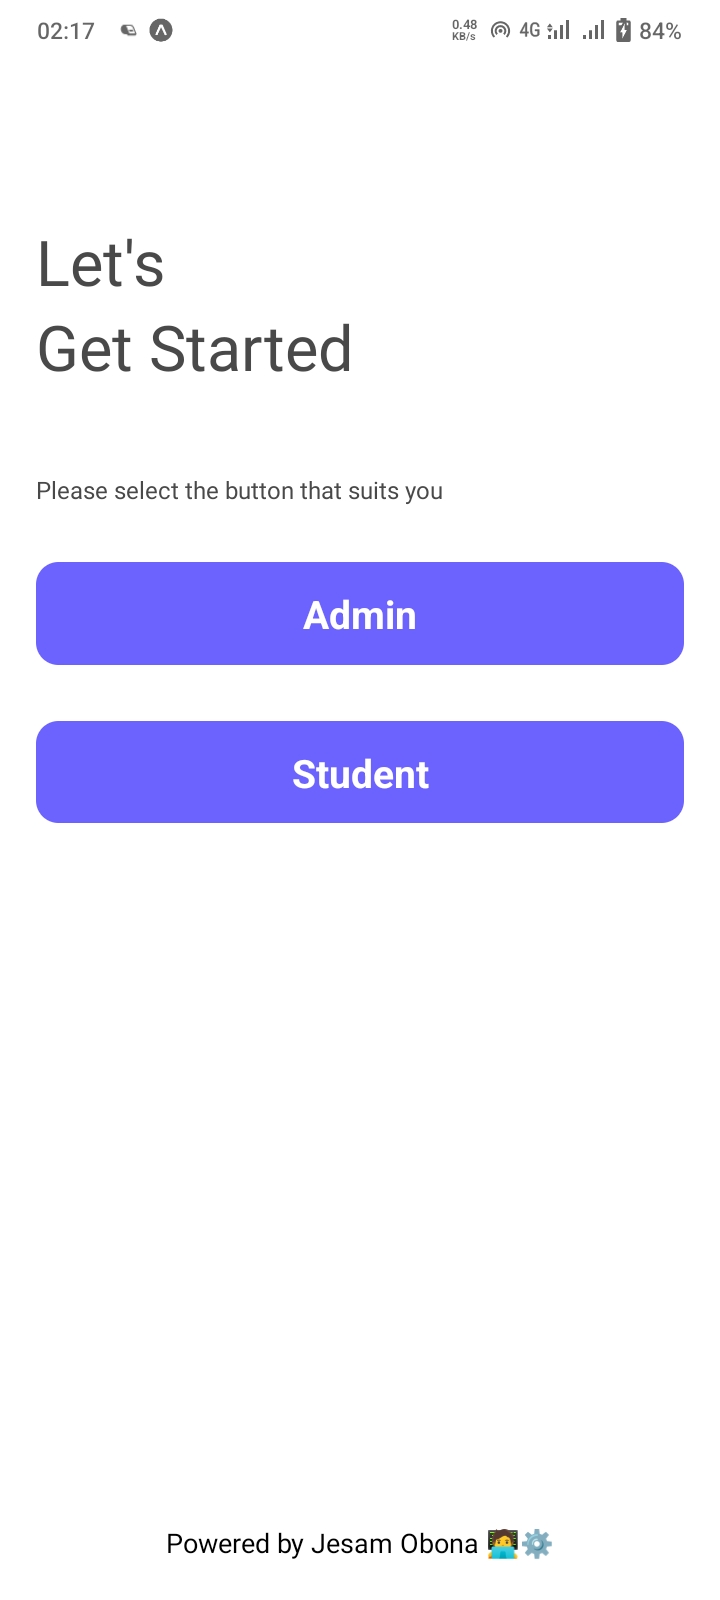 02:17 0.48 KB/s 4G 84%
Let's
Get Started
Please select the button that suits you
Admin
Student
Powered by Jesam Obona 🧑‍💻⚙️